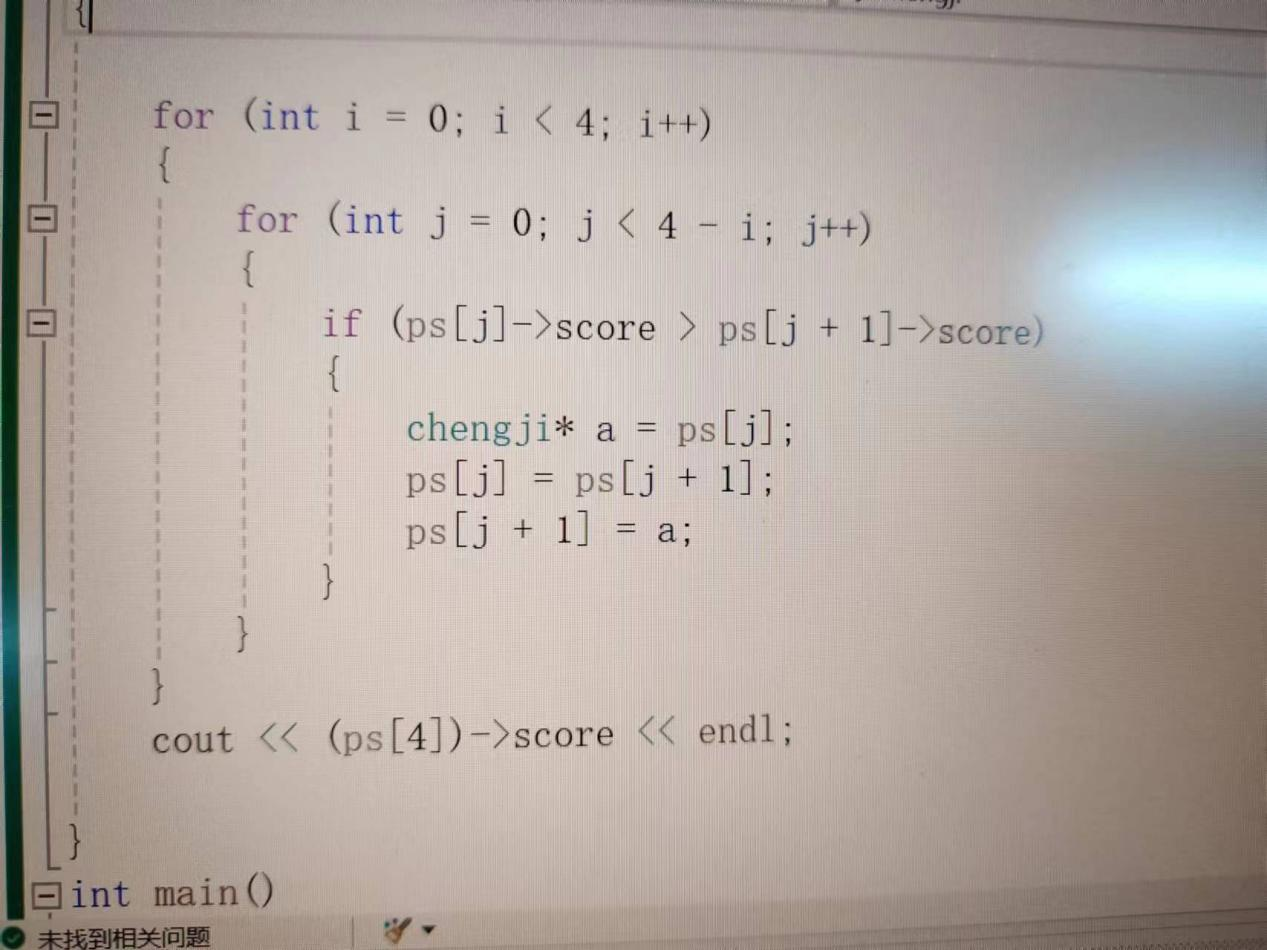 {
for (int i = 0; i < 4; i++)
{
for (int j = 0; j < 4 - i; j++)
{
if (ps[j]->score > ps[j + 1]->score)
{
chengji* a = ps[j];
ps[j] = ps[j + 1];
ps[j + 1] = a;
}
}
}
cout << (ps[4])->score << endl;
}
int main()
未找到相关问题